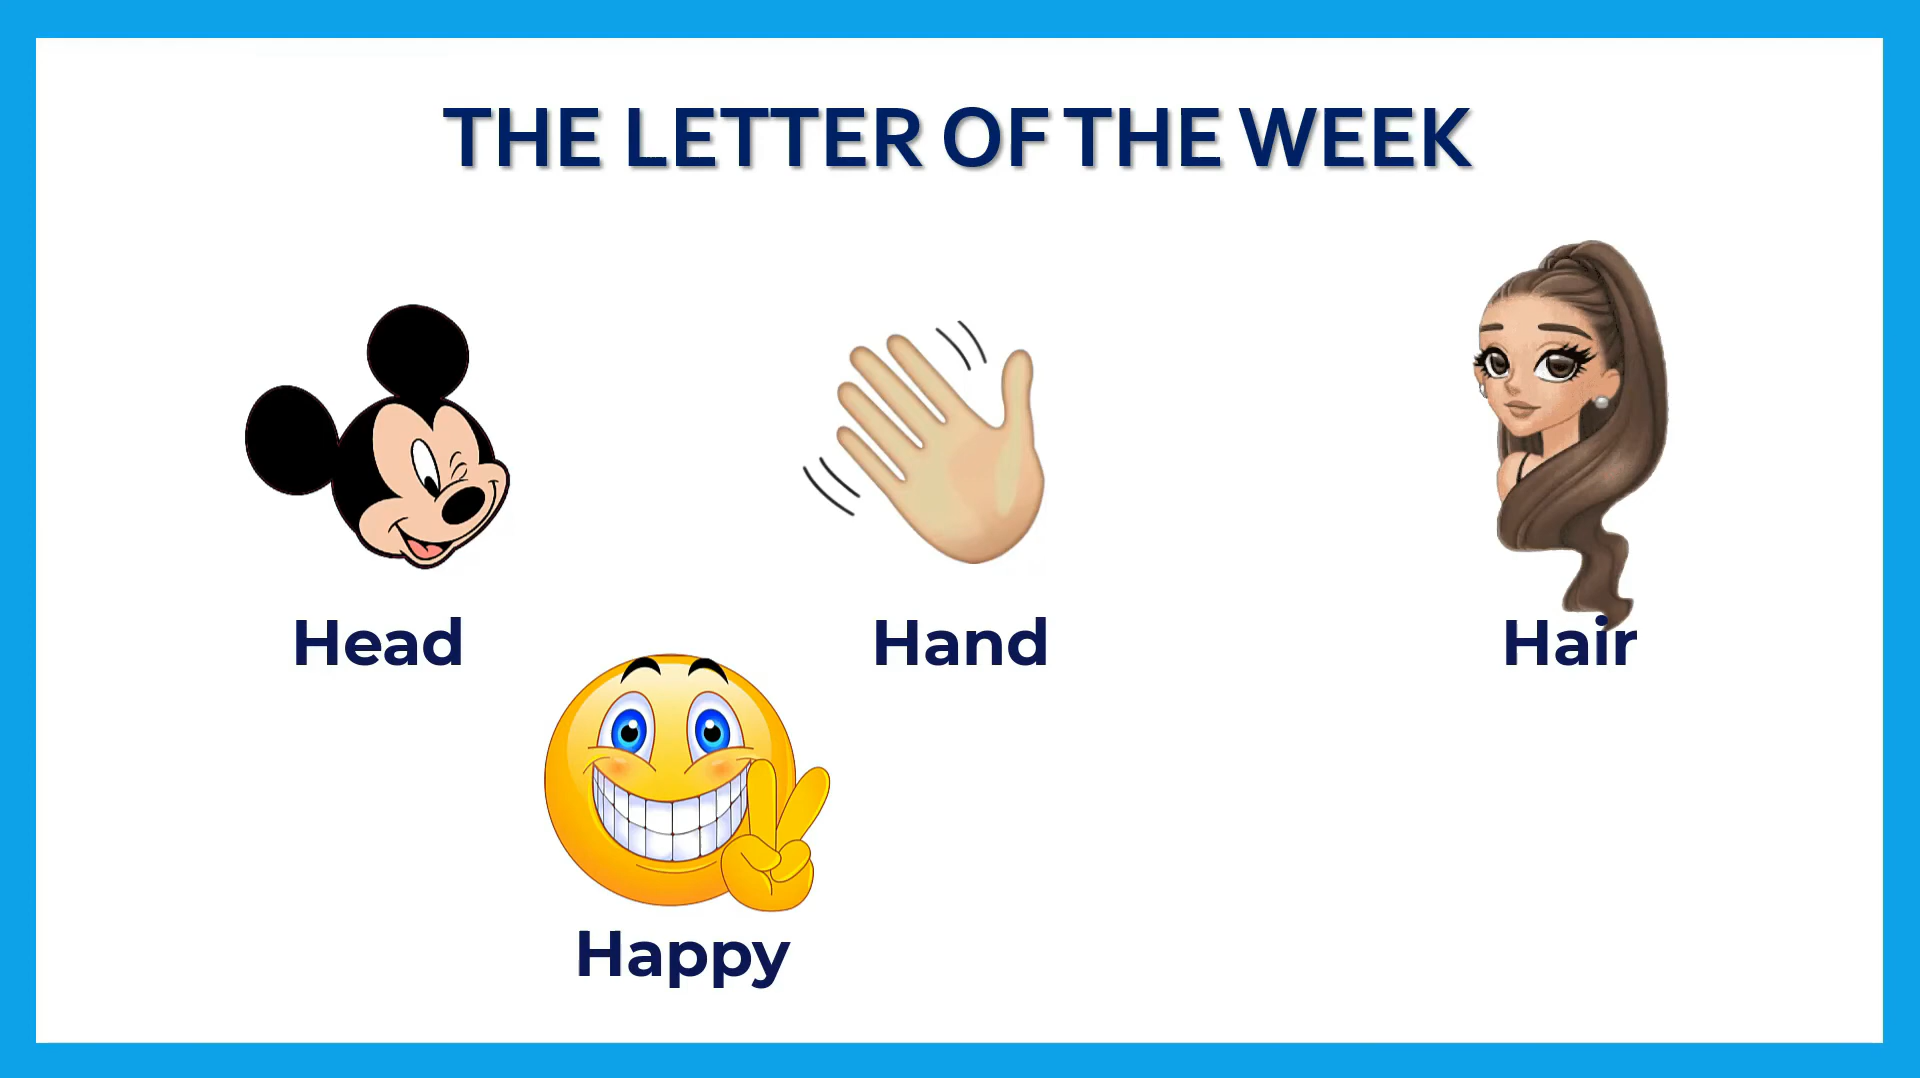 THE LETTER OF THE WEEK
Head
Hand
Hair
Happy